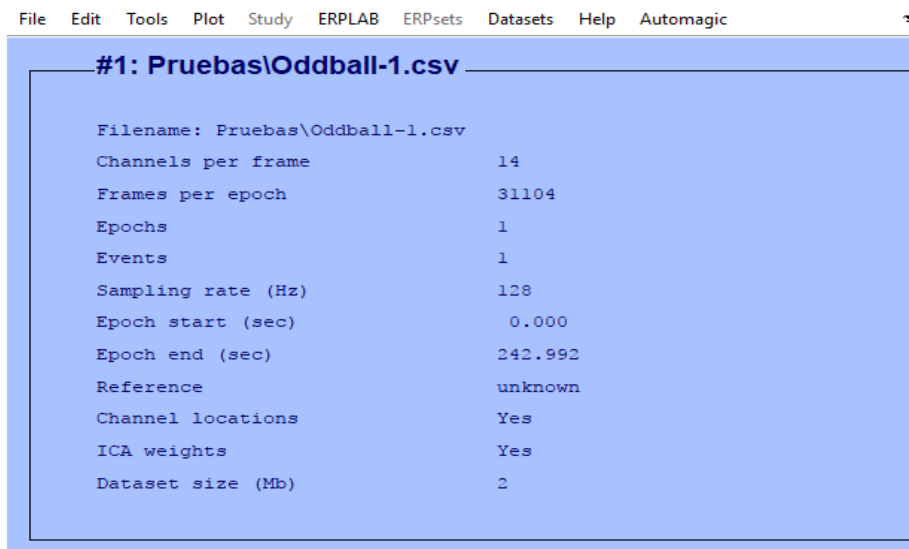 File Edit Tools Plot Study ERPLAB ERPsets Datasets Help Automagic
#1: Pruebas\Oddball-1.csv
Filename: Pruebas\Oddball-1.csv
Channels per frame 14
Frames per epoch 31104
Epochs 1
Events 1
Sampling rate (Hz) 128
Epoch start (sec) 0.000
Epoch end (sec) 242.992
Reference unknown
Channel locations Yes
ICA weights Yes
Dataset size (Mb) 2